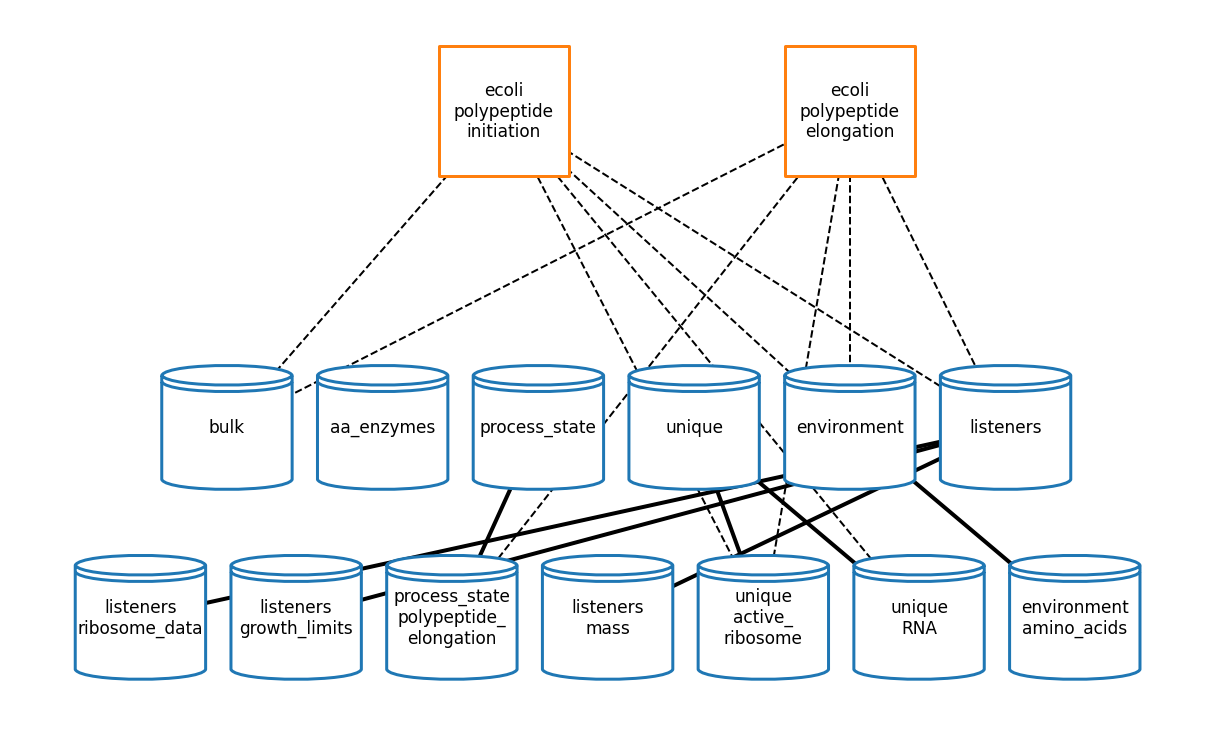 ecoli
polypeptide
initiation
ecoli
polypeptide
elongation
bulk
aa_enzymes
process_state
unique
environment
listeners
listeners
ribosome_data
listeners
growth_limits
process_state
polypeptide_
elongation
listeners
mass
unique
active_
ribosome
unique
RNA
environment
amino_acids